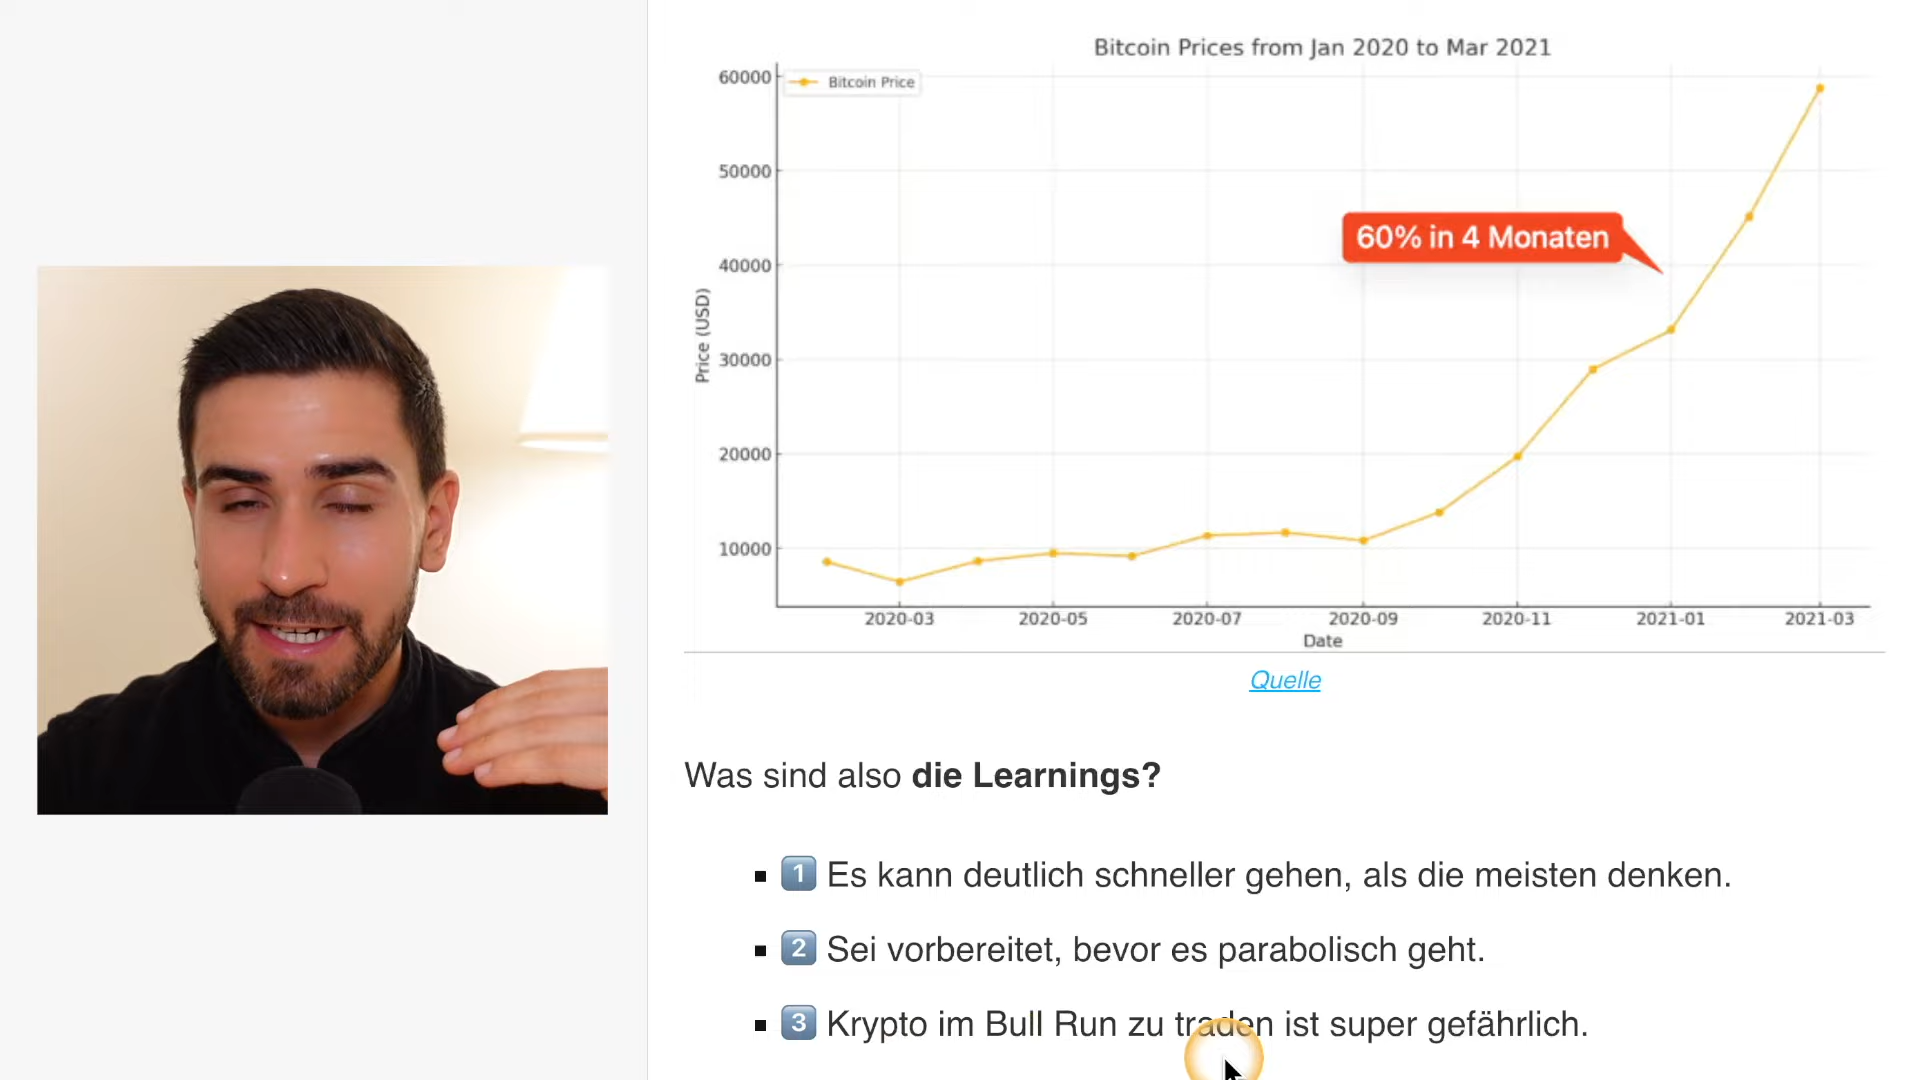 Bitcoin Prices from Jan 2020 to Mar 2021
Bitcoin Price
60000
50000
40000
30000
20000
10000
Price (USD)
60% in 4 Monaten
2020-03 2020-05 2020-07 2020-09 2020-11 2021-01 2021-03
Date
Quelle
Was sind also die Learnings?
1 Es kann deutlich schneller gehen, als die meisten denken.
2 Sei vorbereitet, bevor es parabolisch geht.
3 Krypto im Bull Run zu traden ist super gefährlich.